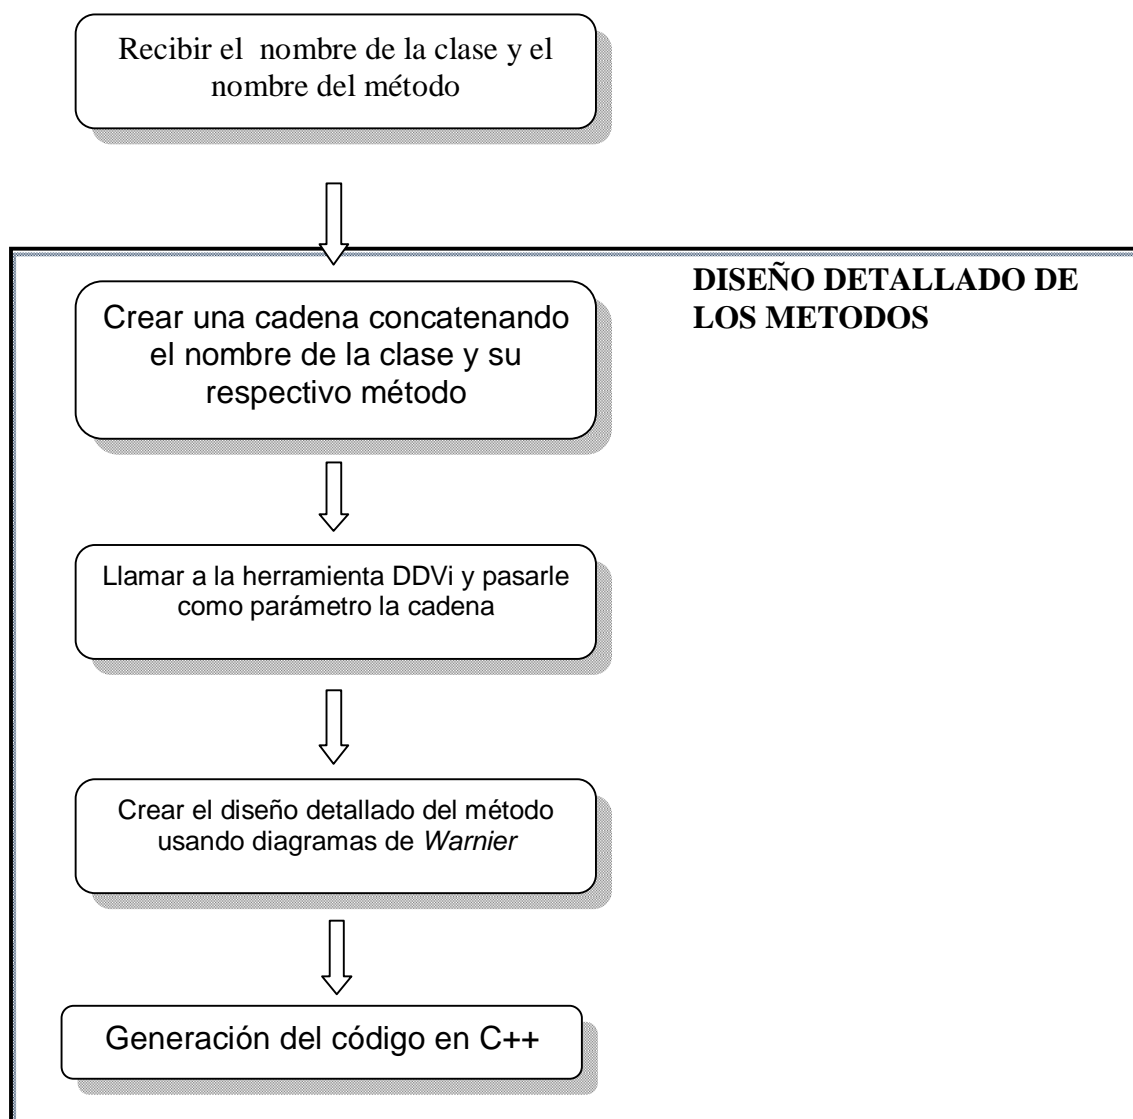 Recibir el nombre de la clase y el
nombre del método
DISEÑO DETALLADO DE
LOS METODOS
Crear una cadena concatenando
el nombre de la clase y su
respectivo método
Llamar a la herramienta DDVi y pasarle
como parámetro la cadena
Crear el diseño detallado del método
usando diagramas de Warnier
Generación del código en C++